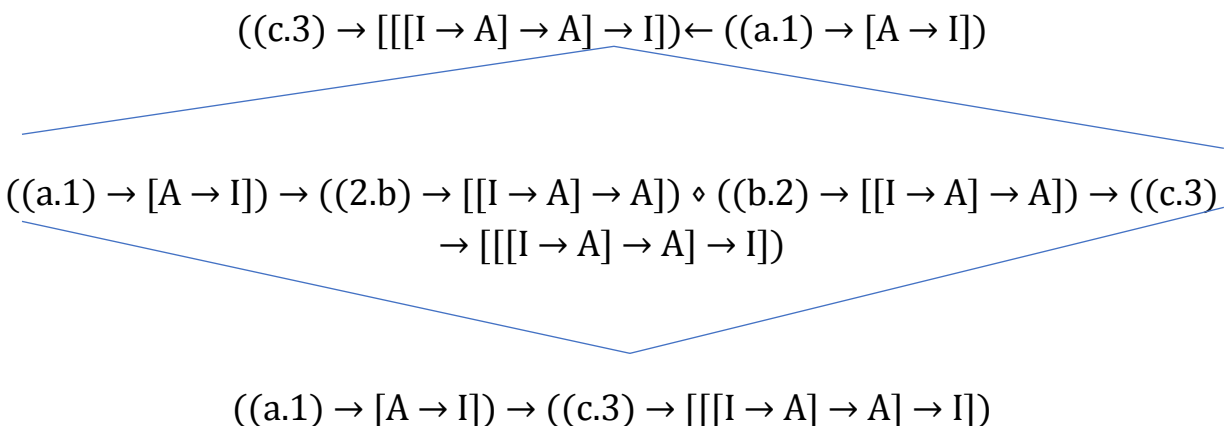 ((c.3) → [[[I → A] → A] → I])← ((a.1) → [A → I])
((a.1) → [A → I]) → ((2.b) → [[I → A] → A]) ⋄ ((b.2) → [[I → A] → A]) → ((c.3)
→ [[[I → A] → A] → I])
((a.1) → [A → I]) → ((c.3) → [[[I → A] → A] → I])